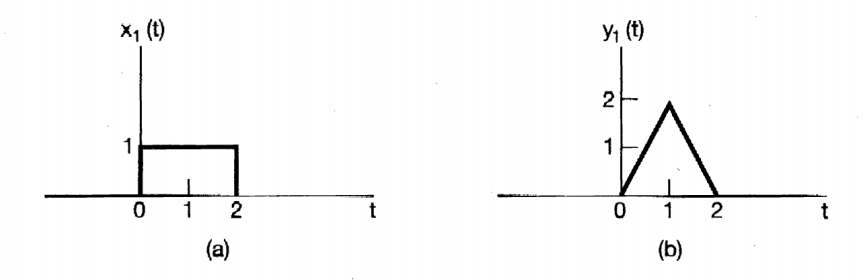 x₁ (t)
1
0 1 2 t
(a)
y₁ (t)
2
1
0 1 2 t
(b)